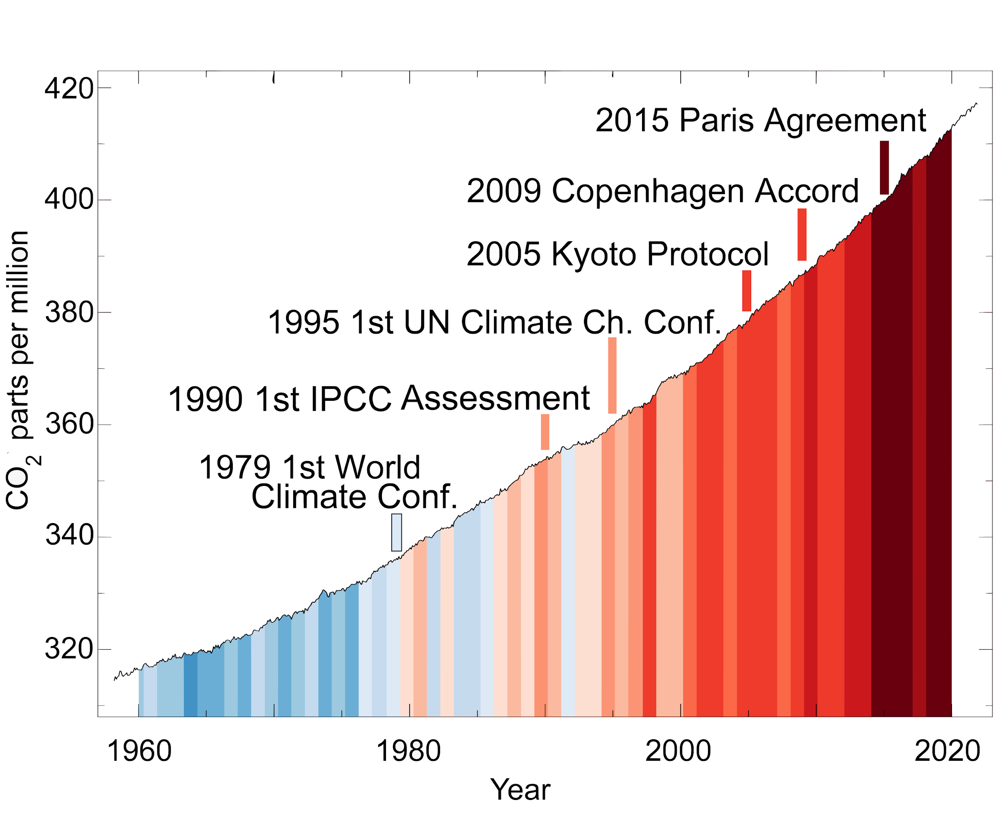 420
2015 Paris Agreement
2009 Copenhagen Accord
400
2005 Kyoto Protocol
380
1995 1st UN Climate Ch. Conf.
1990 1st IPCC Assessment
360
1979 1st World
Climate Conf.
340
320
CO2 parts per million
1960 1980 2000 2020
Year